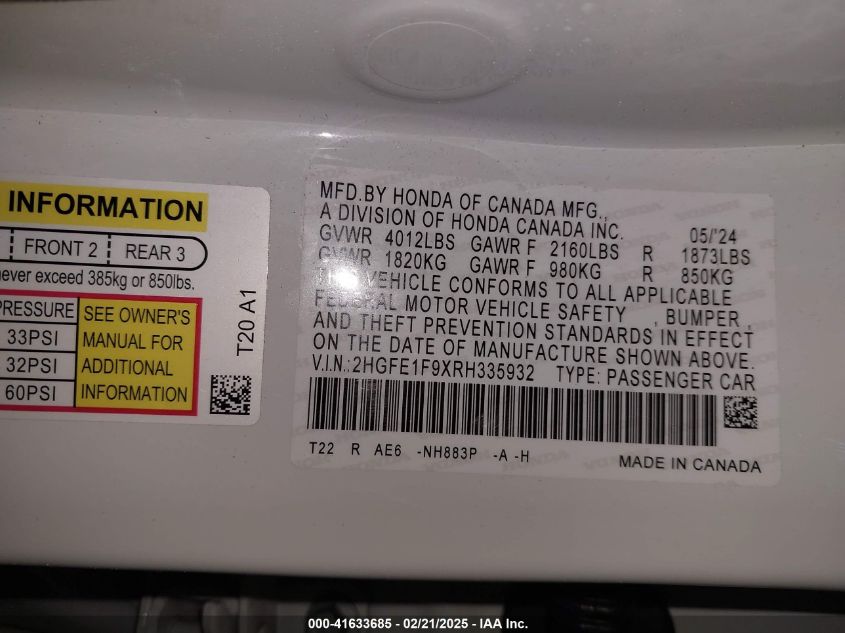 INFORMATION
FRONT 2 REAR 3
never exceed 385kg or 850lbs.
PRESSURE SEE OWNER'S
33PSI MANUAL FOR
32PSI ADDITIONAL
60PSI INFORMATION
T20 A1
MFD.BY HONDA OF CANADA MFG.,
A DIVISION OF HONDA CANADA INC. 05/'24
GVWR 4012LBS GAWR F 2160LBS R 1873LBS
GVWR 1820KG GAWR F 980KG R 850KG
THIS VEHICLE CONFORMS TO ALL APPLICABLE
FEDERAL MOTOR VEHICLE SAFETY , BUMPER ,
AND THEFT PREVENTION STANDARDS IN EFFECT
ON THE DATE OF MANUFACTURE SHOWN ABOVE.
V.I.N.: 2HGFE1F9XRH335932 TYPE: PASSENGER CAR
T22 R AE6 -NH883P -A -H
MADE IN CANADA
000-41633685 - 02/21/2025 - IAA Inc.